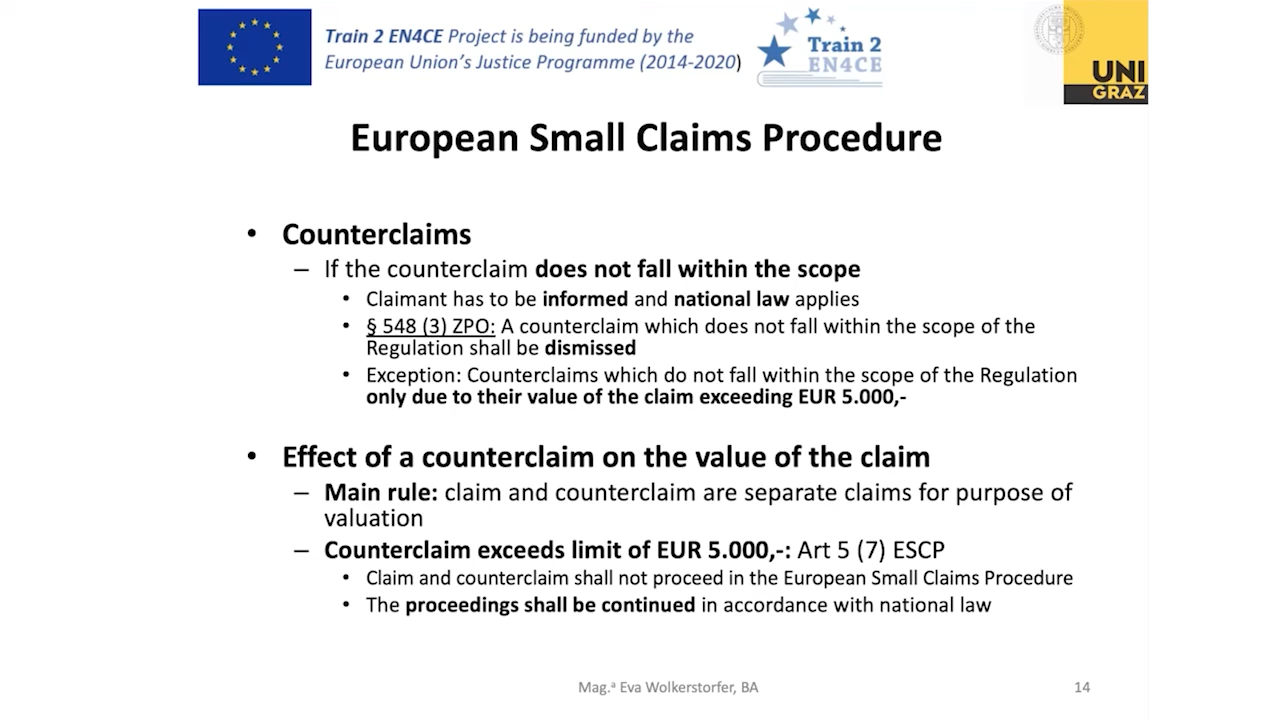 Train 2 EN4CE Project is being funded by the
European Union's Justice Programme (2014-2020)
Train 2
EN4CE
UNI
GRAZ
European Small Claims Procedure
• Counterclaims
– If the counterclaim does not fall within the scope
• Claimant has to be informed and national law applies
• § 548 (3) ZPO: A counterclaim which does not fall within the scope of the
Regulation shall be dismissed
• Exception: Counterclaims which do not fall within the scope of the Regulation
only due to their value of the claim exceeding EUR 5.000,-
• Effect of a counterclaim on the value of the claim
– Main rule: claim and counterclaim are separate claims for purpose of
valuation
– Counterclaim exceeds limit of EUR 5.000,-: Art 5 (7) ESCP
• Claim and counterclaim shall not proceed in the European Small Claims Procedure
• The proceedings shall be continued in accordance with national law
Mag.ª Eva Wolkerstorfer, BA
14